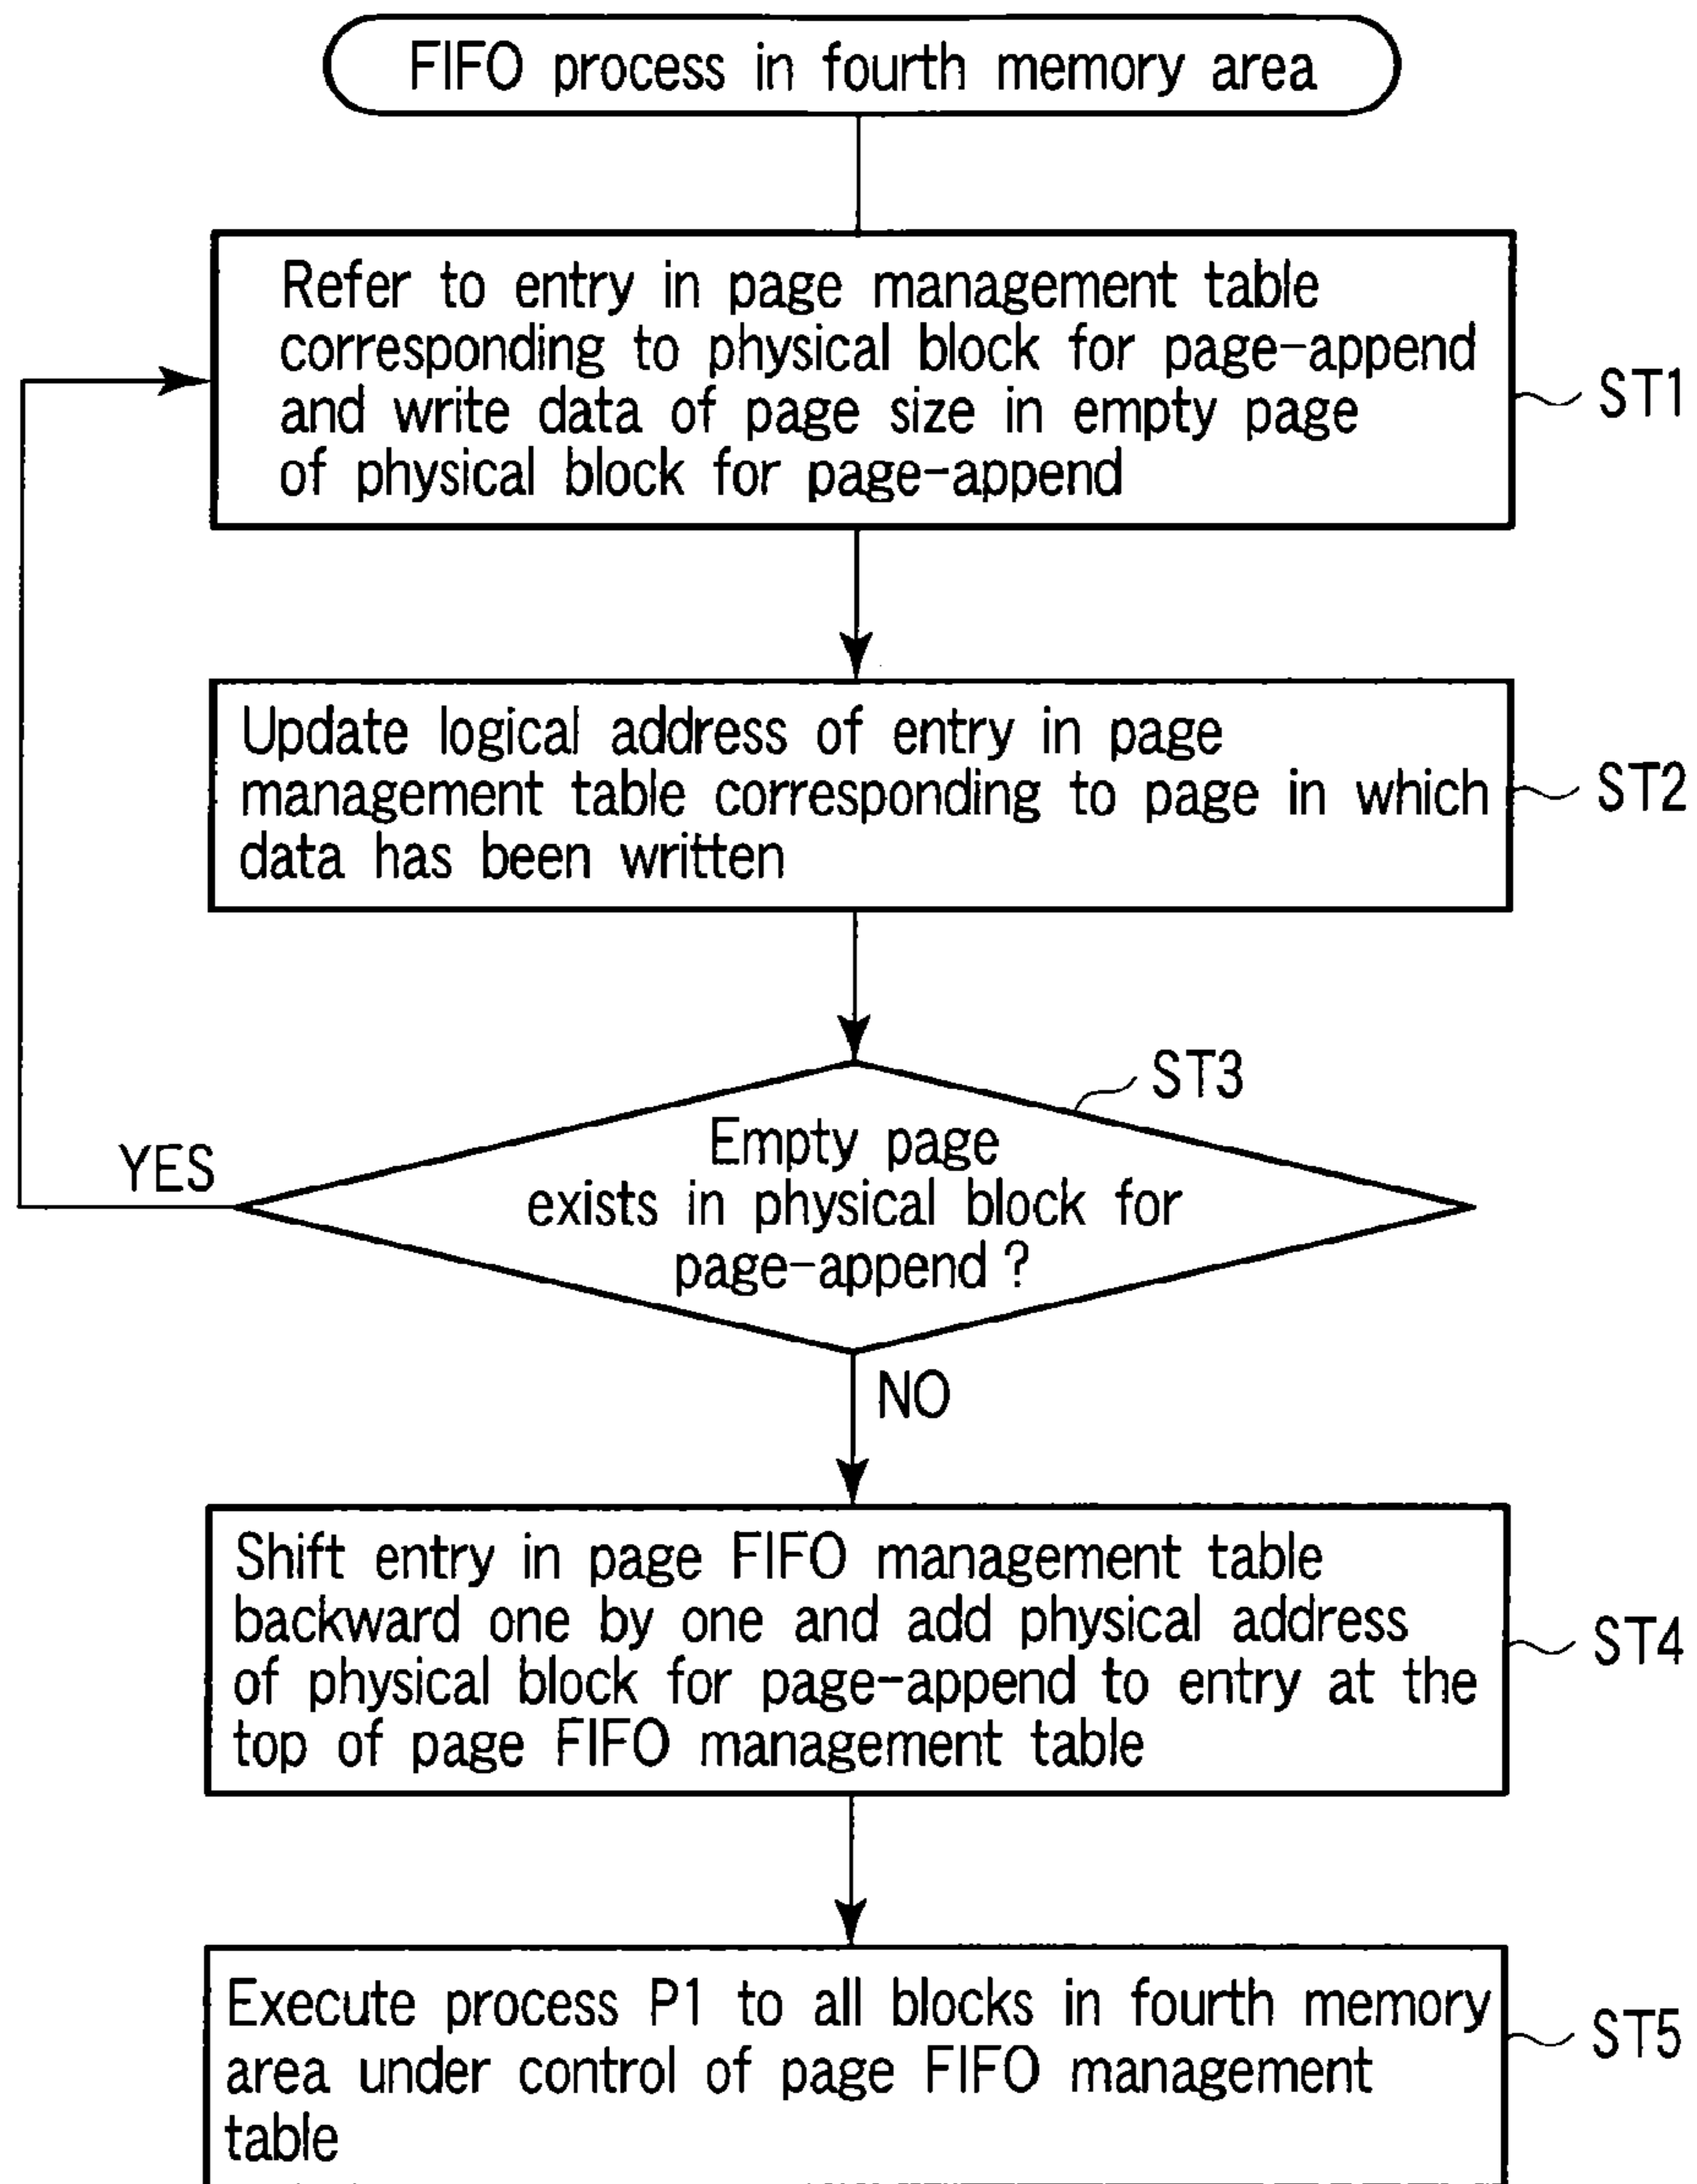 FIFO process in fourth memory area
Refer to entry in page management table
corresponding to physical block for page-append
and write data of page size in empty page
of physical block for page-append
ST1
Update logical address of entry in page
management table corresponding to page in which
data has been written
ST2
ST3
Empty page
exists in physical block for
page-append ?
YES
NO
Shift entry in page FIFO management table
backward one by one and add physical address
of physical block for page-append to entry at the
top of page FIFO management table
ST4
Execute process P1 to all blocks in fourth memory
area under control of page FIFO management
table
ST5